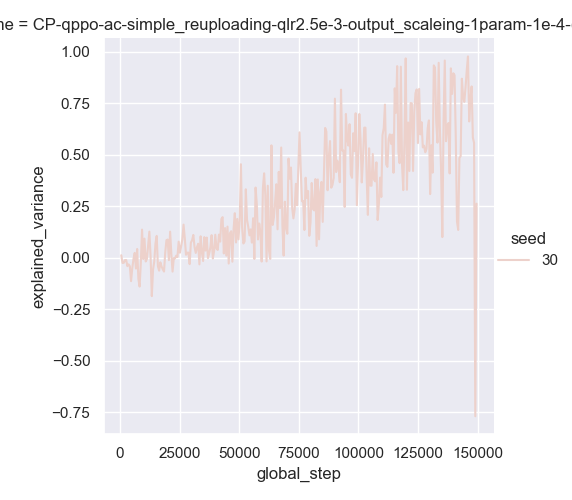 ne = CP-qppo-ac-simple_reuploading-qlr2.5e-3-output_scaleing-1param-1e-4-
1.00
0.75
0.50
0.25
0.00
−0.25
−0.50
−0.75
explained_variance
seed
30
0 25000 50000 75000 100000 125000 150000
global_step